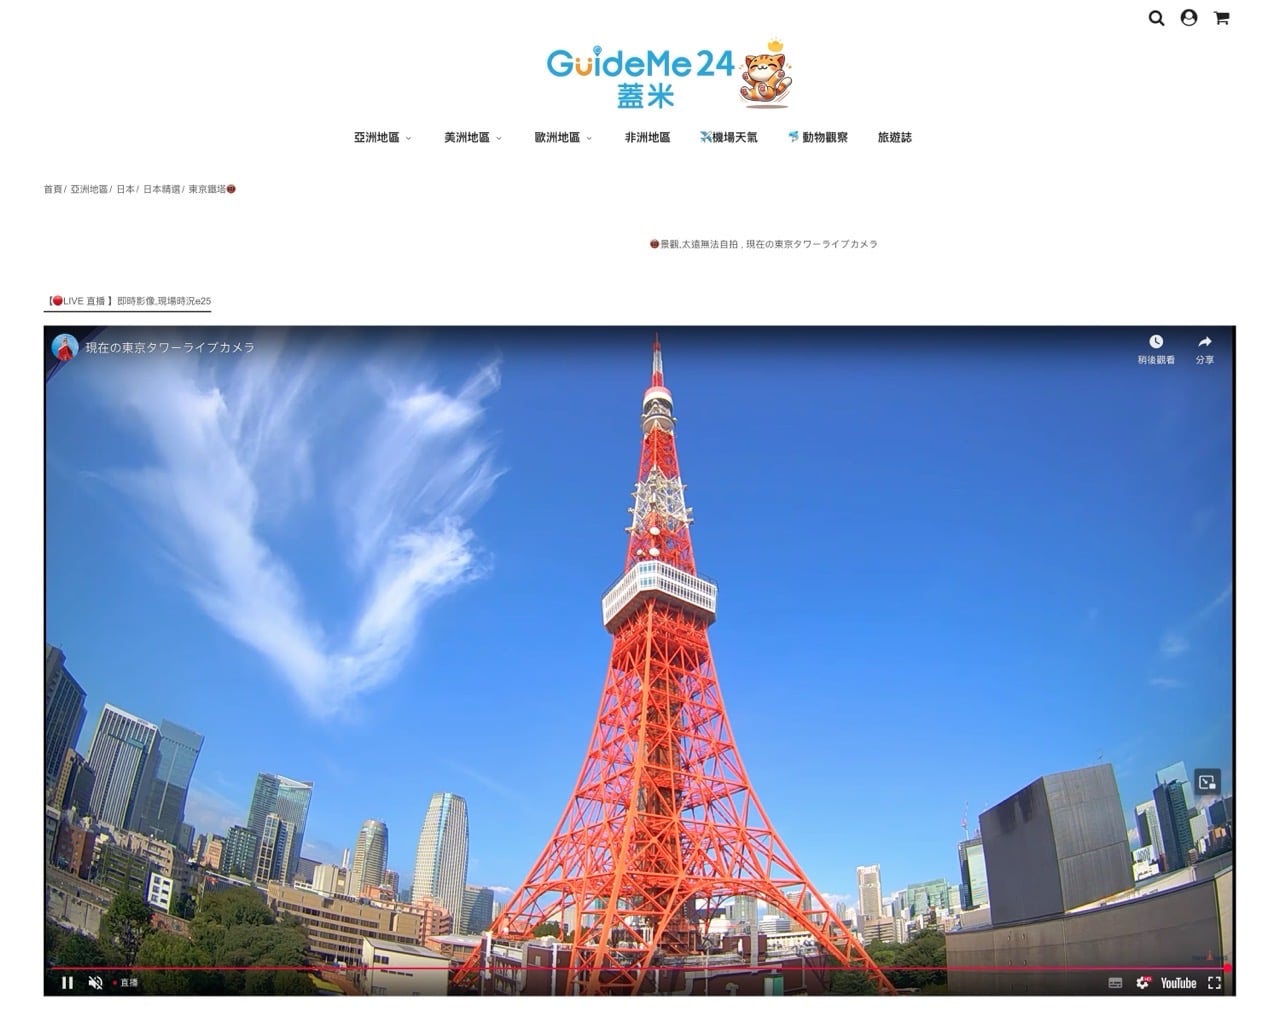 GuideMe 24
蓋米
亞洲地區 美洲地區 歐洲地區 非洲地區 ✈️機場天氣 動物觀察 旅遊誌
首頁/ 亞洲地區/ 日本/ 日本精選/ 東京鐵塔
景觀,太遠無法自拍 , 現在の東京タワーライブカメラ
【🔴LIVE 直播 】即時影像,現場時況e25
現在の東京タワーライブカメラ
稍後觀看 分享
直播
HD
YouTube